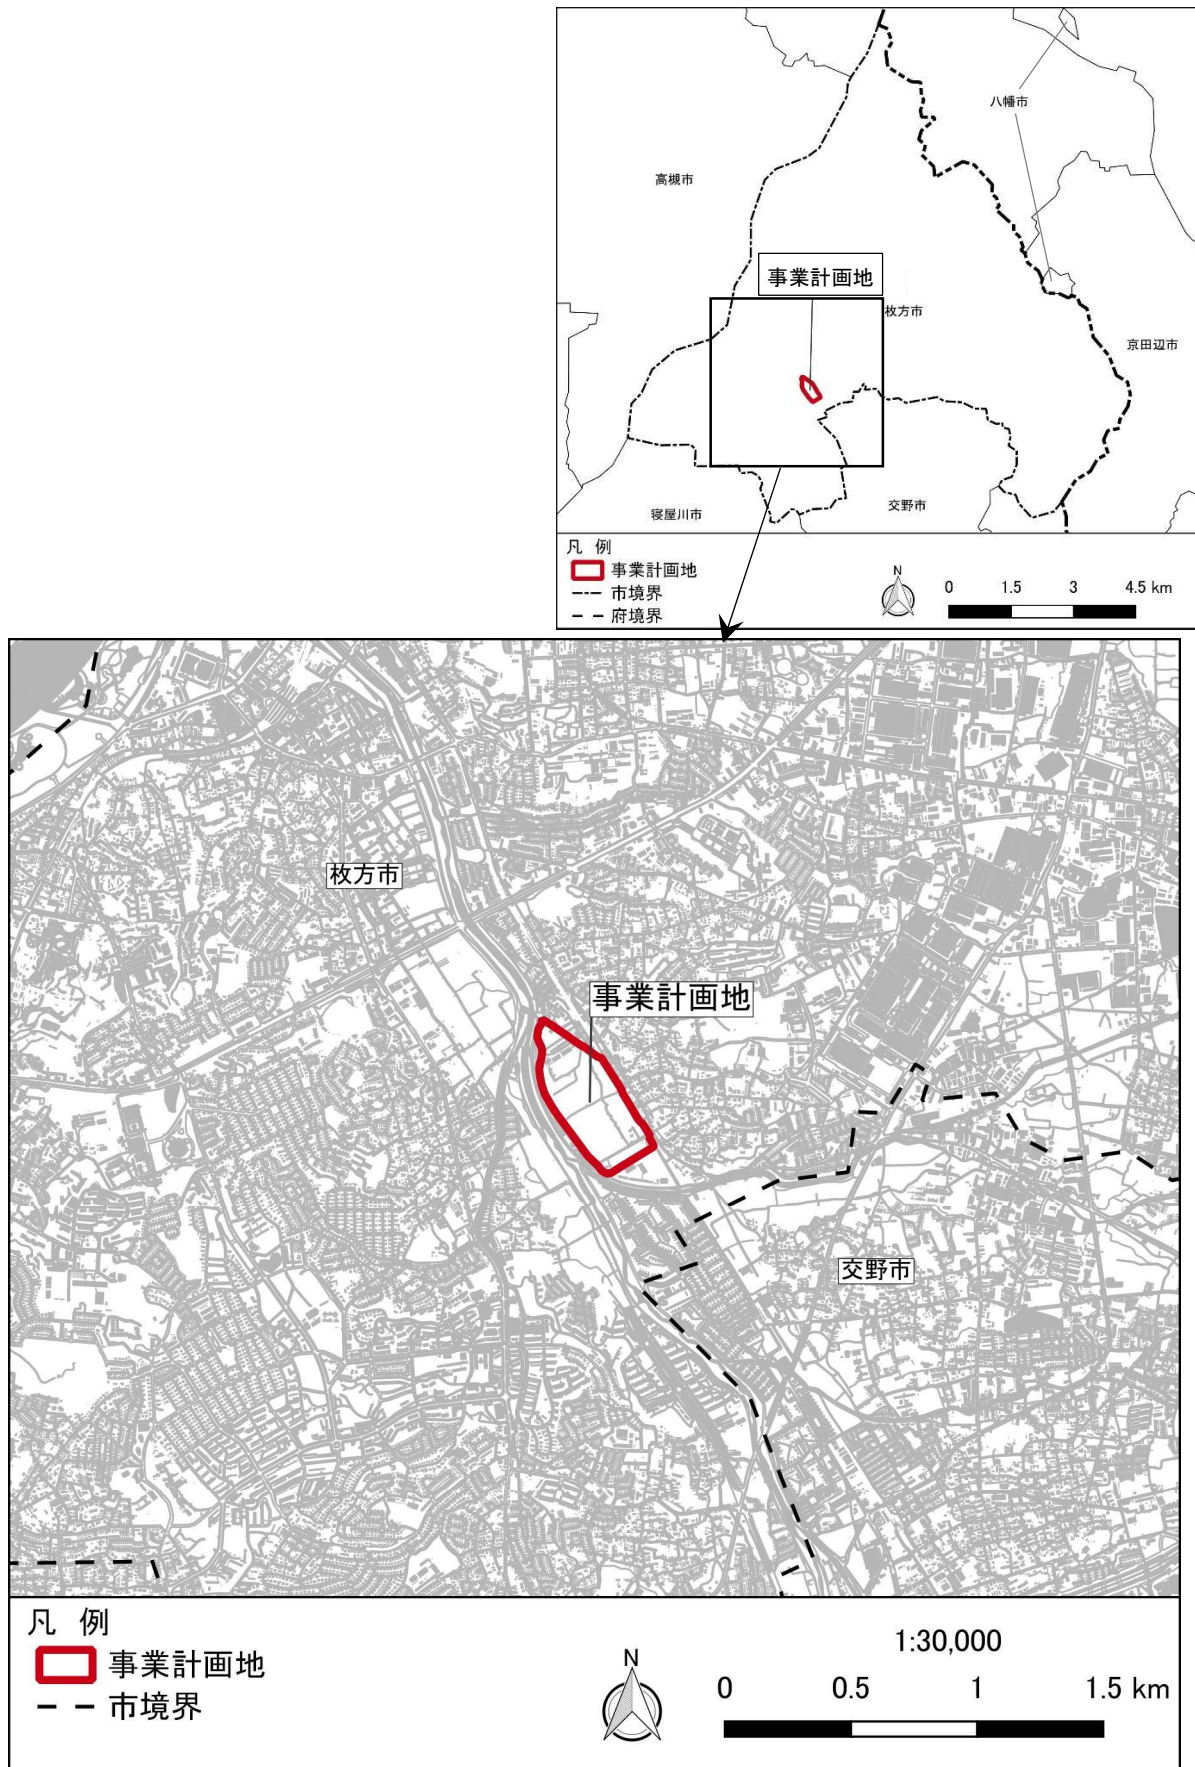 八幡市
高槻市
事業計画地
枚方市
京田辺市
寝屋川市
交野市
凡 例
事業計画地
市境界
府境界
N
0 1.5 3 4.5 km
枚方市
事業計画地
交野市
凡 例
事業計画地
市境界
N
1:30,000
0 0.5 1 1.5 km